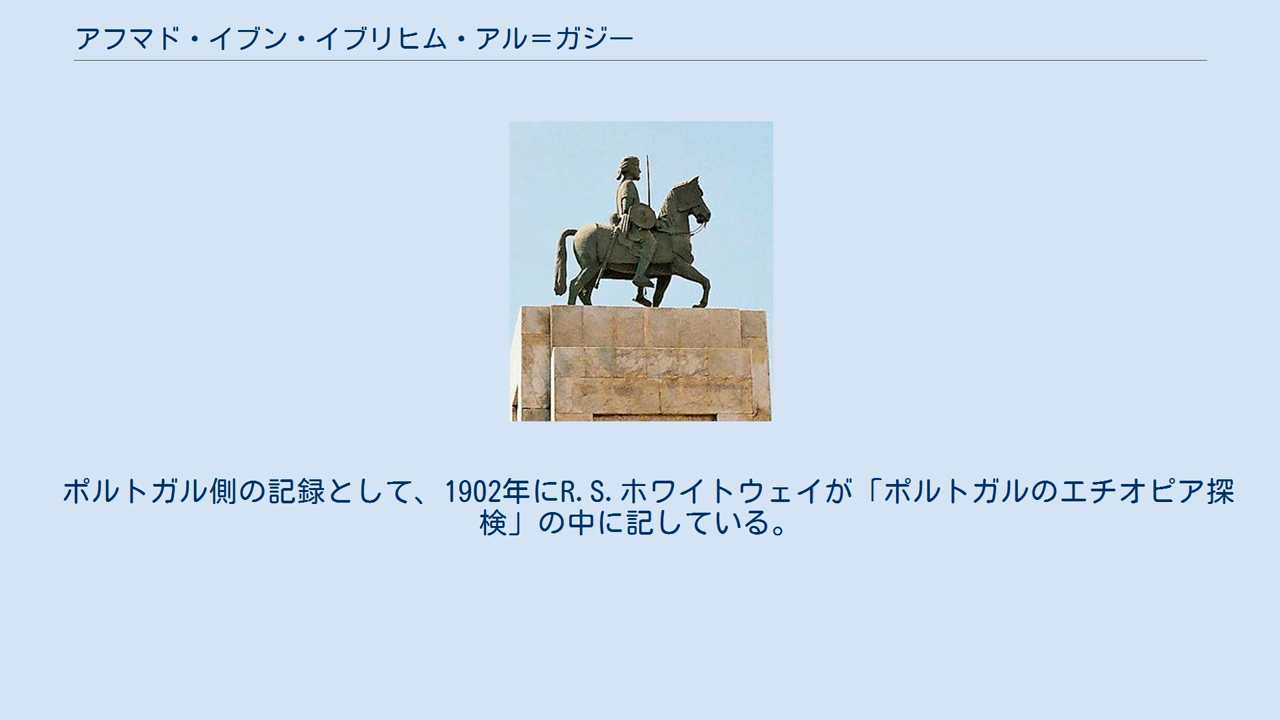 アフマド・イブン・イブリヒム・アル＝ガジー
ポルトガル側の記録として、1902年にR.S.ホワイトウェイが「ポルトガルのエチオピア探
検」の中に記している。